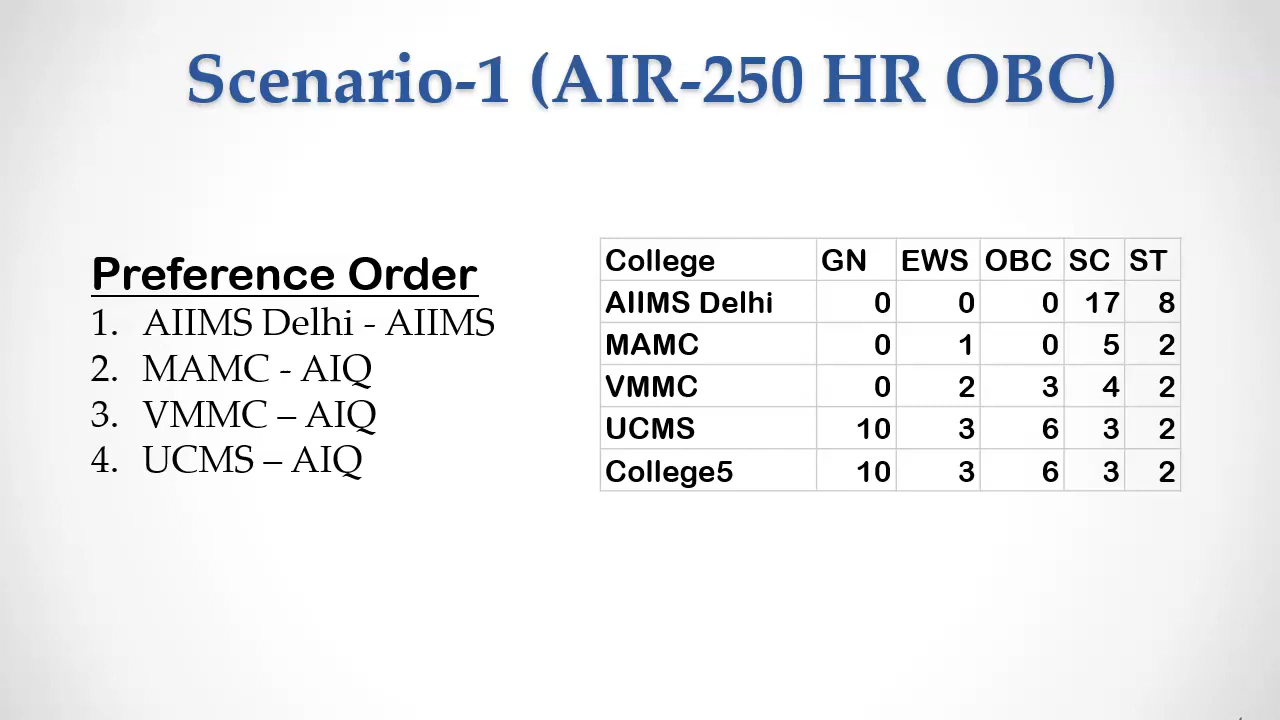 Scenario-1 (AIR-250 HR OBC)
Preference Order
1. AIIMS Delhi - AIIMS
2. MAMC - AIQ
3. VMMC – AIQ
4. UCMS – AIQ
College GN EWS OBC SC ST
AIIMS Delhi 0 0 0 17 8
MAMC 0 1 0 5 2
VMMC 0 2 3 4 2
UCMS 10 3 6 3 2
College5 10 3 6 3 2